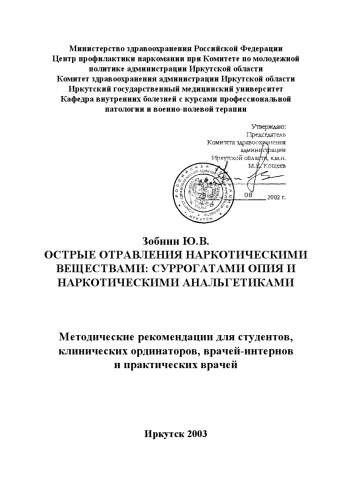 Министерство здравоохранения Российской Федерации
Центр профилактики наркомании при Комитете по молодежной
политике администрации Иркутской области
Комитет здравоохранения администрации Иркутской области
Иркутский государственный медицинский университет
Кафедра внутренних болезней с курсами профессиональной
патологии и военно-полевой терапии
Утверждаю:
Председатель
Комитета здравоохранения
администрации
Иркутской области, к.м.н.
М.Е. Кощеев
08 2002 г.
Зобнин Ю.В.
ОСТРЫЕ ОТРАВЛЕНИЯ НАРКОТИЧЕСКИМИ
ВЕЩЕСТВАМИ: СУРРОГАТАМИ ОПИЯ И
НАРКОТИЧЕСКИМИ АНАЛЬГЕТИКАМИ
Методические рекомендации для студентов,
клинических ординаторов, врачей-интернов
и практических врачей
Иркутск 2003